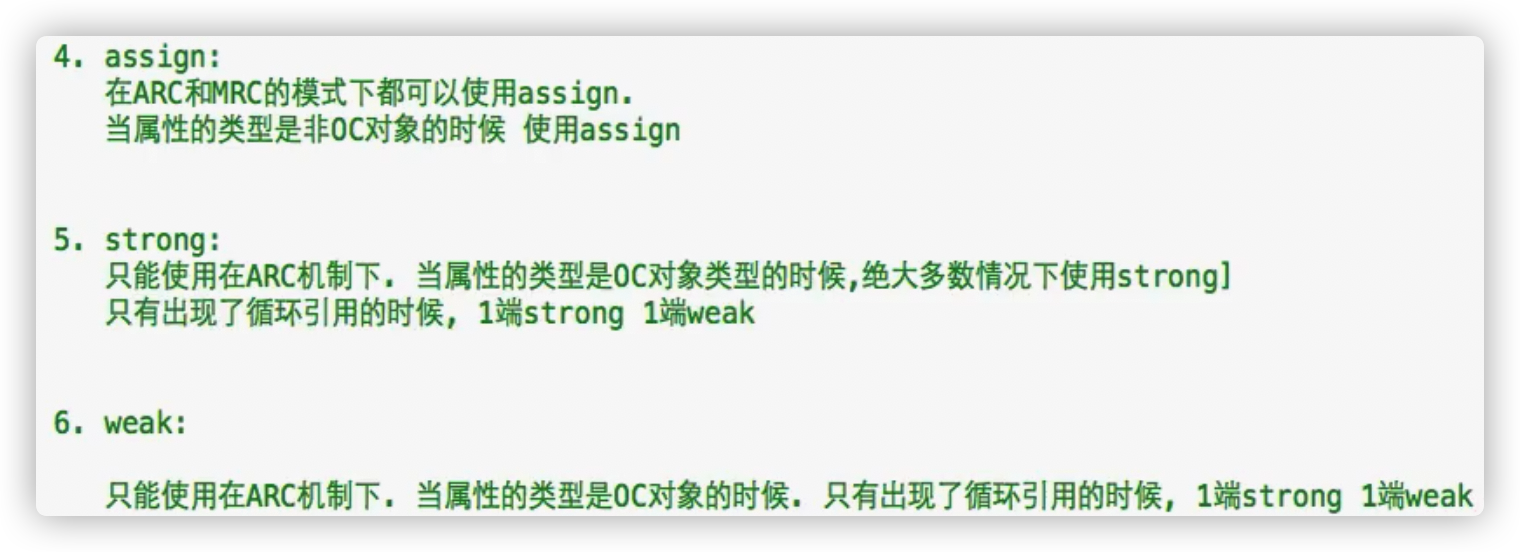 4. assign:
在ARC和MRC的模式下都可以使用assign.
当属性的类型是非OC对象的时候 使用assign
5. strong:
只能使用在ARC机制下. 当属性的类型是OC对象类型的时候,绝大多数情况下使用strong]
只有出现了循环引用的时候, 1端strong 1端weak
6. weak:
只能使用在ARC机制下. 当属性的类型是OC对象的时候. 只有出现了循环引用的时候, 1端strong 1端weak